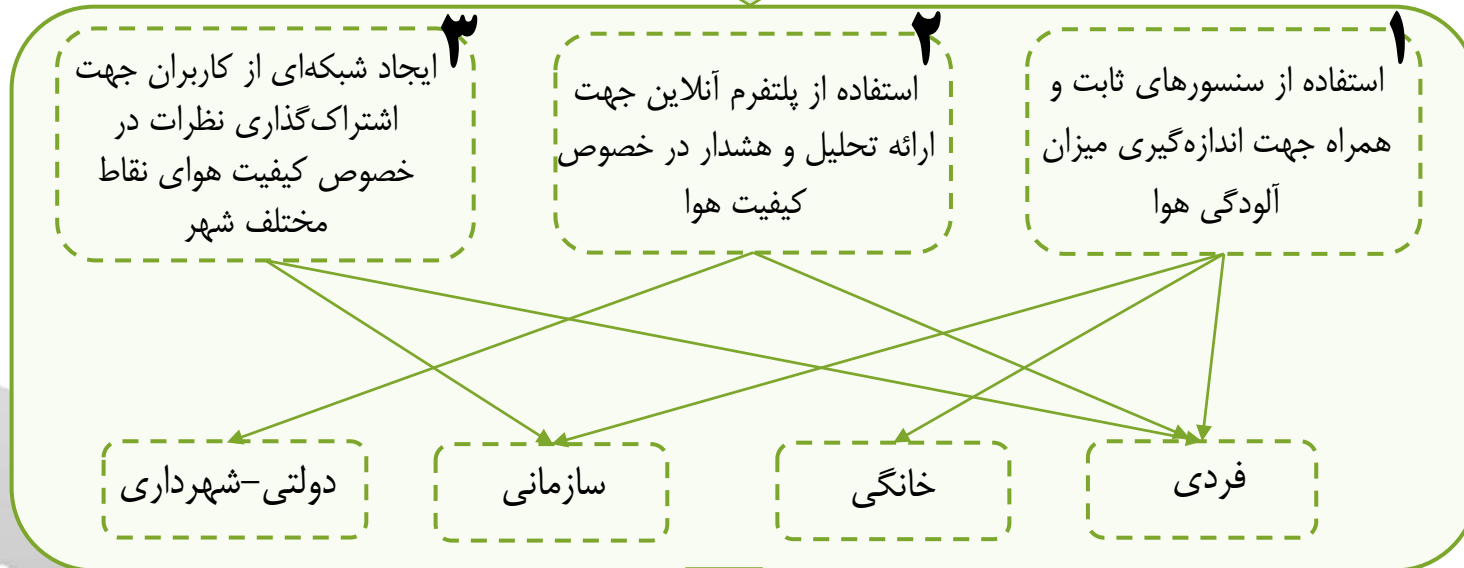 ۱
استفاده از سنسورهای ثابت و
همراه جهت اندازه‌گیری میزان
آلودگی هوا
۲
استفاده از پلتفرم آنلاین جهت
ارائه تحلیل و هشدار در خصوص
کیفیت هوا
۳
ایجاد شبکه‌ای از کاربران جهت
اشتراک‌گذاری نظرات در
خصوص کیفیت هوای نقاط
مختلف شهر
فردی
خانگی
سازمانی
دولتی-شهرداری